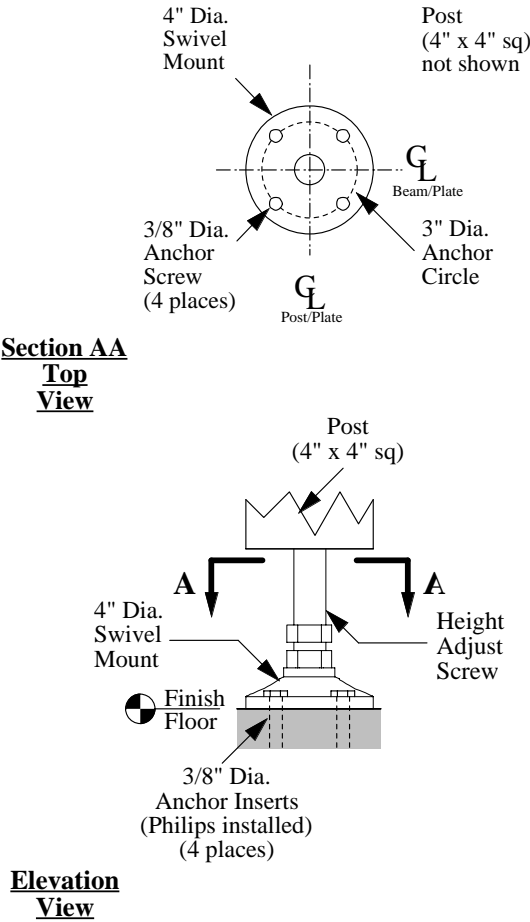 4" Dia.
Swivel
Mount
Post
(4" x 4" sq)
not shown
CL
Beam/Plate
3/8" Dia.
Anchor
Screw
(4 places)
3" Dia.
Anchor
Circle
CL
Post/Plate
Section AA
Top
View
Post
(4" x 4" sq)
A
A
4" Dia.
Swivel
Mount
Height
Adjust
Screw
Finish
Floor
3/8" Dia.
Anchor Inserts
(Philips installed)
(4 places)
Elevation
View